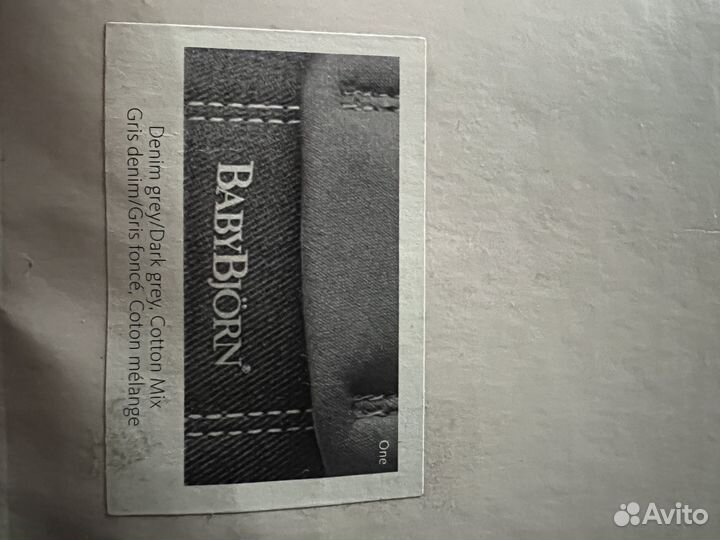 One
BABYBJÖRN®
Denim grey/Dark grey, Cotton Mix
Gris denim/Gris foncé, Coton mélange
Avito